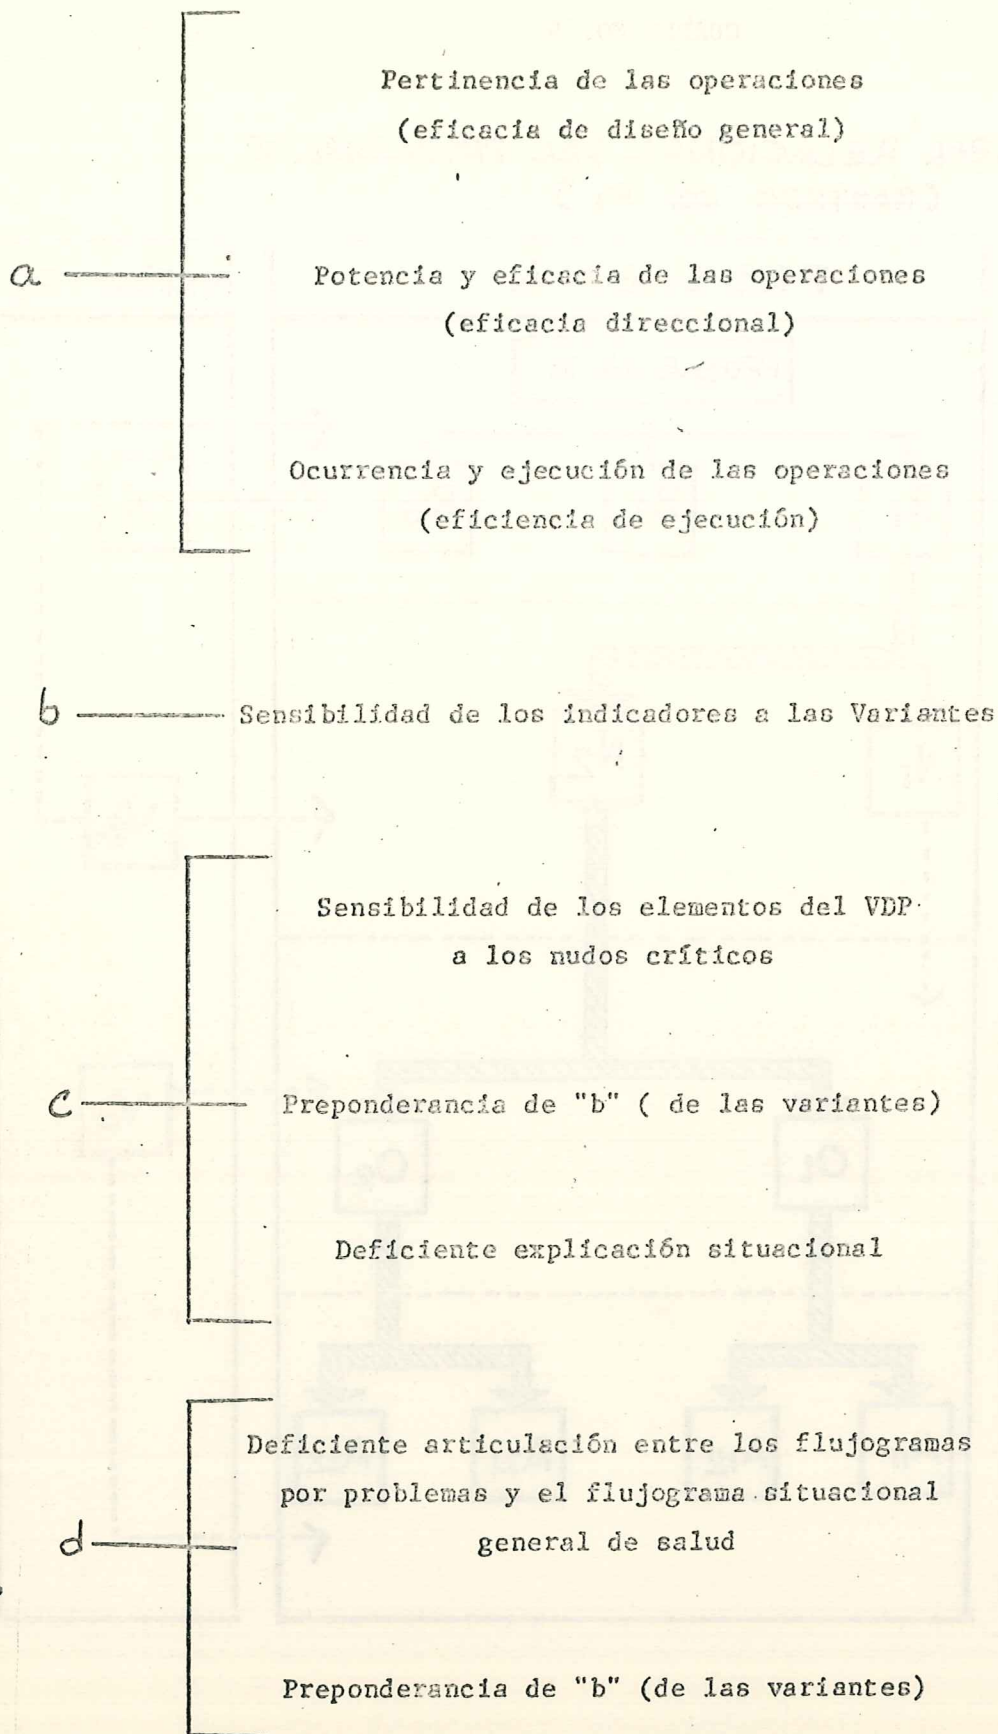 Pertinencia de las operaciones
(eficacia de diseño general)
a
Potencia y eficacia de las operaciones
(eficacia direccional)
Ocurrencia y ejecución de las operaciones
(eficiencia de ejecución)
b Sensibilidad de los indicadores a las Variantes
Sensibilidad de los elementos del VDP
a los nudos críticos
c Preponderancia de "b" ( de las variantes)
Deficiente explicación situacional
Deficiente articulación entre los flujogramas
por problemas y el flujograma situacional
general de salud
d
Preponderancia de "b" (de las variantes)